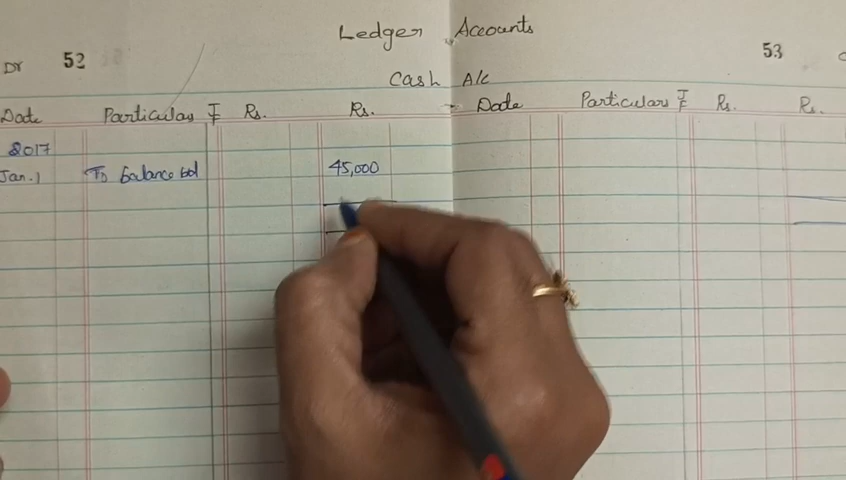 Ledger Accounts
Dr 52 53
Cash A/c
Date Particulars J F Rs. Rs. Date Particulars J F Rs. Rs.
2017
Jan. 1 To balance bd 45,000